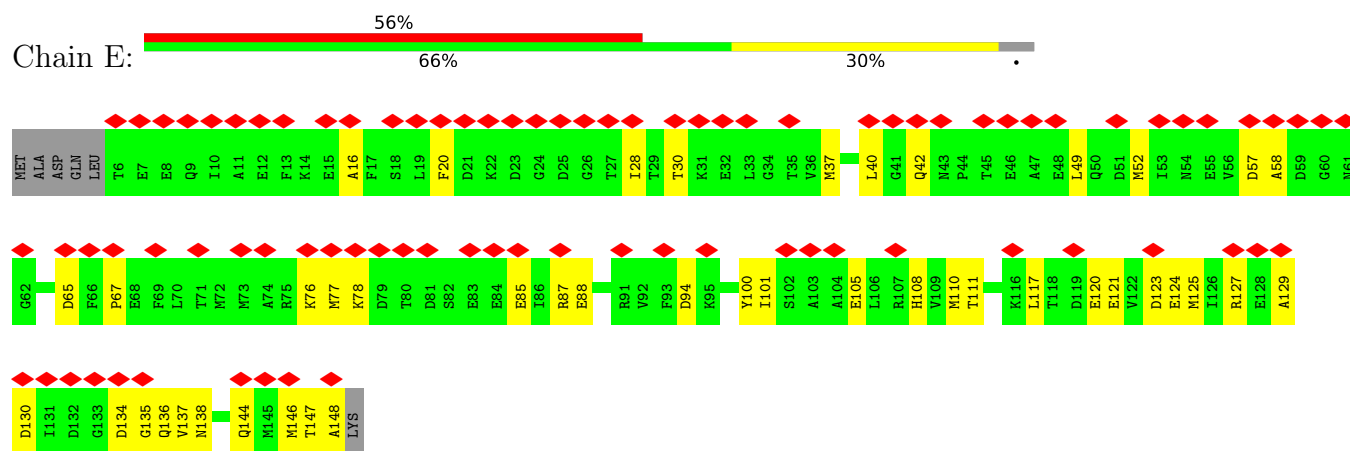 56%
Chain E:
66% 30% •
MET ALA ASP GLN LEU T6 E7 E8 Q9 I10 A11 E12 F13 K14 E15 A16 F17 S18 L19 F20 D21 K22 D23 G24 D25 G26 T27 I28 T29 T30 K31 E32 L33 G34 T35 V36 M37 L40 G41 Q42 N43 P44 T45 E46 A47 E48 L49 Q50 D51 M52 I53 N54 E55 V56 D57 A58 D59 G60 N61
G62 D65 F66 P67 E68 F69 L70 T71 M72 M73 A74 R75 K76 M77 K78 D79 T80 D81 S82 E83 E84 E85 I86 R87 E88 R91 V92 F93 D94 K95 Y100 I101 S102 A103 A104 E105 L106 R107 H108 V109 M110 T111 K116 L117 T118 D119 E120 E121 V122 D123 E124 M125 I126 R127 E128 A129
D130 I131 D132 G133 D134 G135 Q136 V137 N138 Q144 M145 M146 T147 A148 LYS